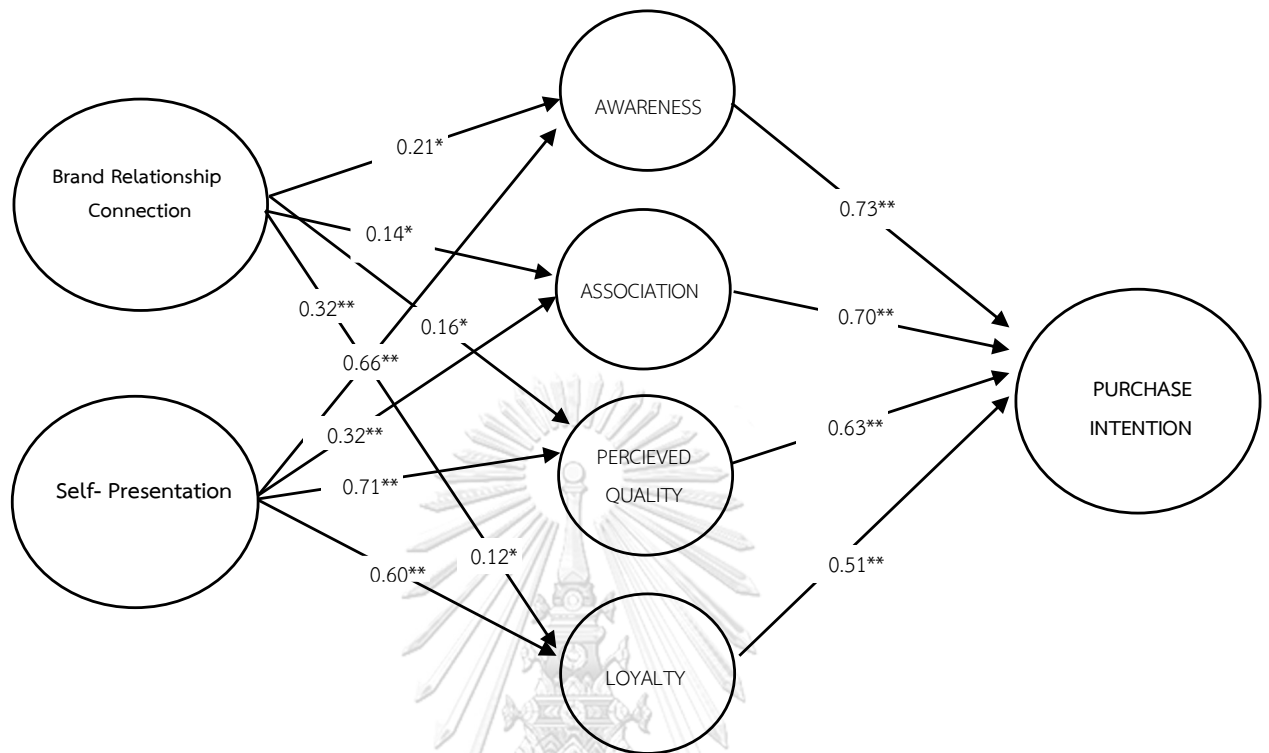 AWARENESS
0.21*
Brand Relationship
Connection
0.73**
0.14*
ASSOCIATION
0.32**
0.16*
0.70**
0.66**
PURCHASE
INTENTION
0.32**
0.63**
PERCIEVED
QUALITY
Self- Presentation
0.71**
0.12*
0.60**
0.51**
LOYALTY